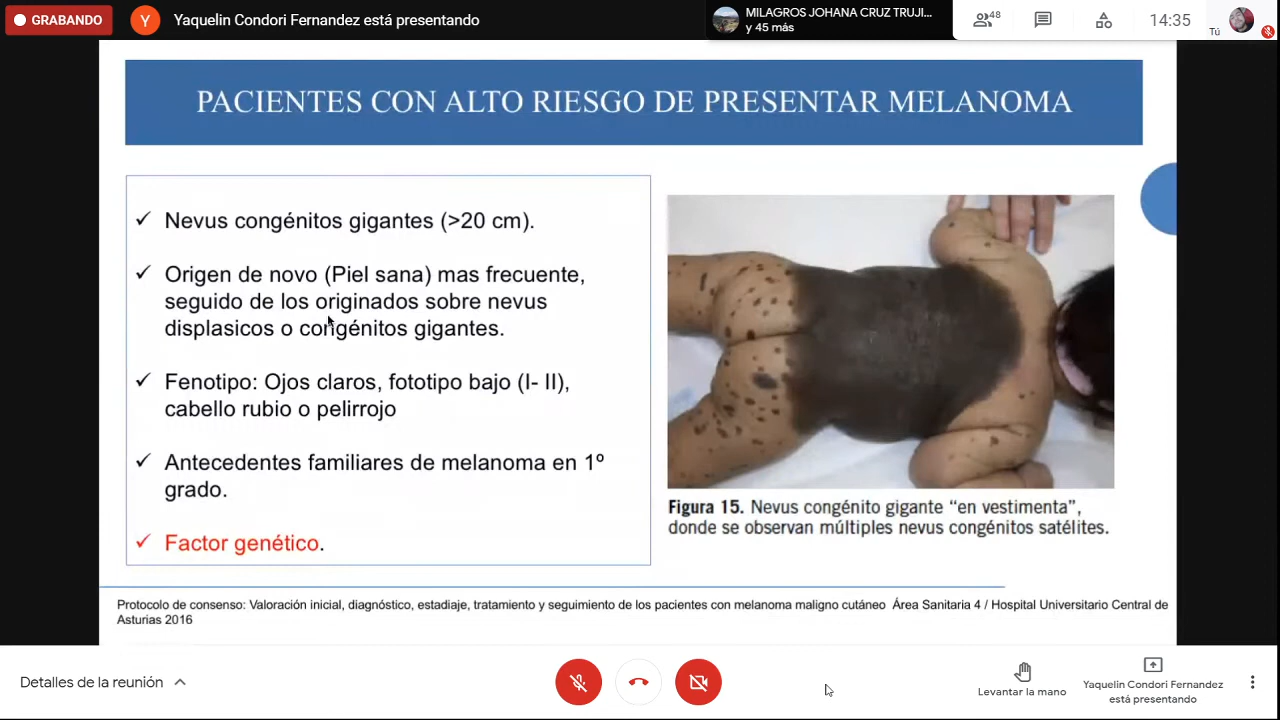 GRABANDO
Y
Yaquelin Condori Fernandez está presentando
MILAGROS JOHANA CRUZ TRUJI...
y 45 más
48
14:35
Tú
PACIENTES CON ALTO RIESGO DE PRESENTAR MELANOMA
✓ Nevus congénitos gigantes (>20 cm).
✓ Origen de novo (Piel sana) mas frecuente,
seguido de los originados sobre nevus
displasicos o congénitos gigantes.
✓ Fenotipo: Ojos claros, fototipo bajo (I- II),
cabello rubio o pelirrojo
✓ Antecedentes familiares de melanoma en 1º
grado.
✓ Factor genético.
Figura 15. Nevus congénito gigante “en vestimenta”,
donde se observan múltiples nevus congénitos satélites.
Protocolo de consenso: Valoración inicial, diagnóstico, estadiaje, tratamiento y seguimiento de los pacientes con melanoma maligno cutáneo Área Sanitaria 4 / Hospital Universitario Central de
Asturias 2016
Detalles de la reunión
Levantar la mano
Yaquelin Condori Fernandez
está presentando